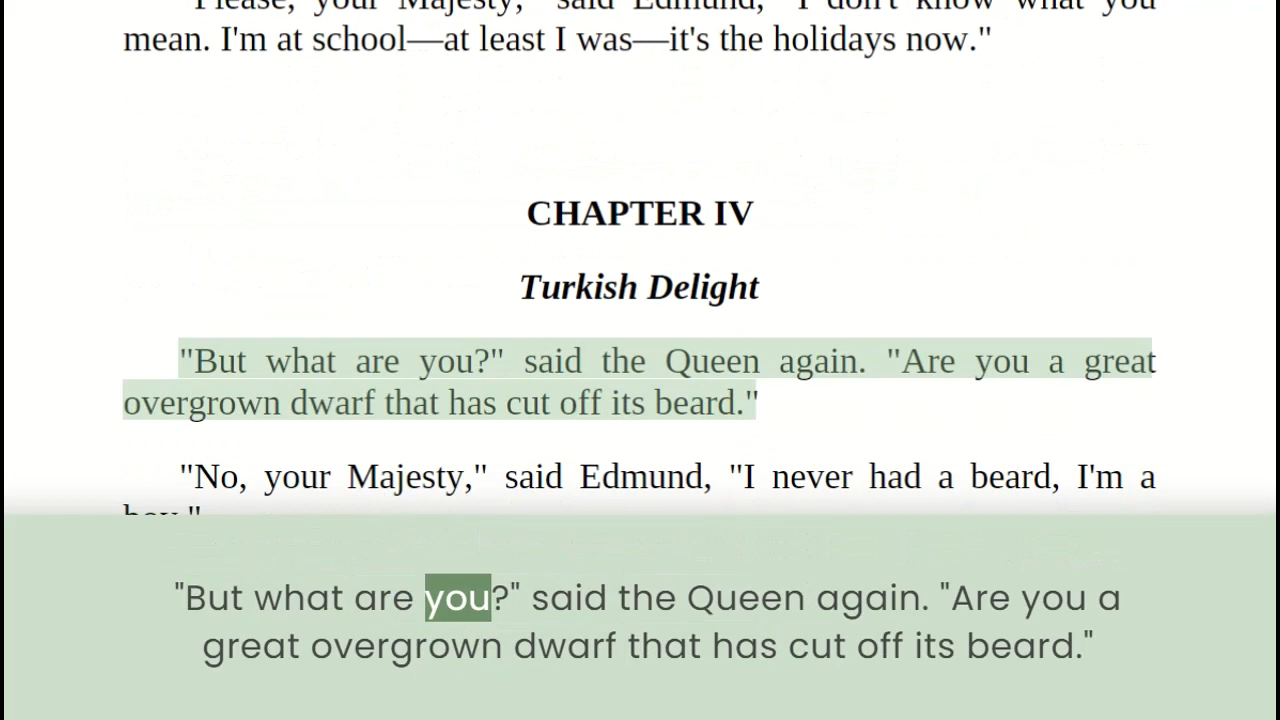 "Please, your Majesty," said Edmund, "I don't know what you
mean. I'm at school—at least I was—it's the holidays now."
CHAPTER IV
Turkish Delight
"But what are you?" said the Queen again. "Are you a great
overgrown dwarf that has cut off its beard."
"No, your Majesty," said Edmund, "I never had a beard, I'm a
boy."
"But what are you?" said the Queen again. "Are you a
great overgrown dwarf that has cut off its beard."